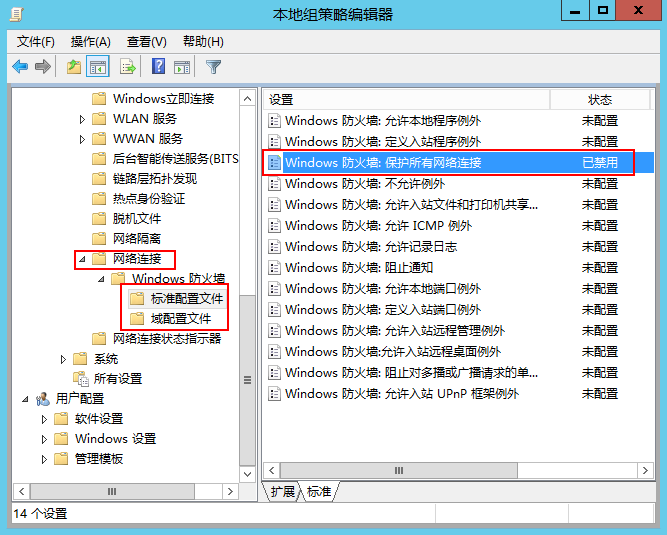 本地组策略编辑器
文件(F) 操作(A) 查看(V) 帮助(H)
Windows立即连接
WLAN 服务
WWAN 服务
后台智能传送服务(BITS
链路层拓扑发现
热点身份验证
脱机文件
网络隔离
网络连接
Windows 防火墙
标准配置文件
域配置文件
网络连接状态指示器
系统
所有设置
用户配置
软件设置
Windows 设置
管理模板
设置 状态
Windows 防火墙: 允许本地程序例外 未配置
Windows 防火墙: 定义入站程序例外 未配置
Windows 防火墙: 保护所有网络连接 已禁用
Windows 防火墙: 不允许例外 未配置
Windows 防火墙: 允许入站文件和打印机共享... 未配置
Windows 防火墙: 允许 ICMP 例外 未配置
Windows 防火墙: 允许记录日志 未配置
Windows 防火墙: 阻止通知 未配置
Windows 防火墙: 允许本地端口例外 未配置
Windows 防火墙: 定义入站端口例外 未配置
Windows 防火墙: 允许入站远程管理例外 未配置
Windows 防火墙:允许入站远程桌面例外 未配置
Windows 防火墙: 阻止对多播或广播请求的单... 未配置
Windows 防火墙: 允许入站 UPnP 框架例外 未配置
扩展 标准
14 个设置